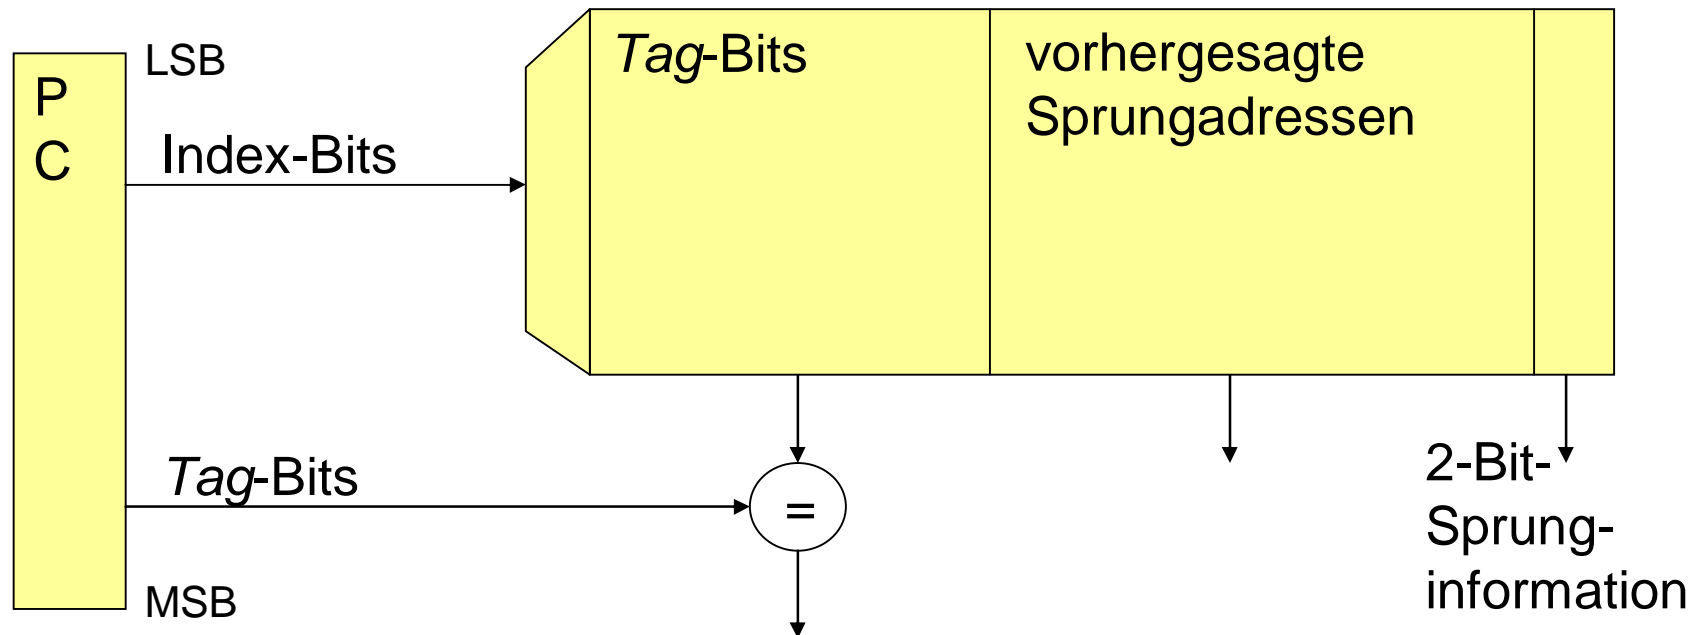 P
C
LSB
Index-Bits
Tag-Bits
MSB
Tag-Bits
vorhergesagte
Sprungadressen
=
2-Bit-
Sprung-
information